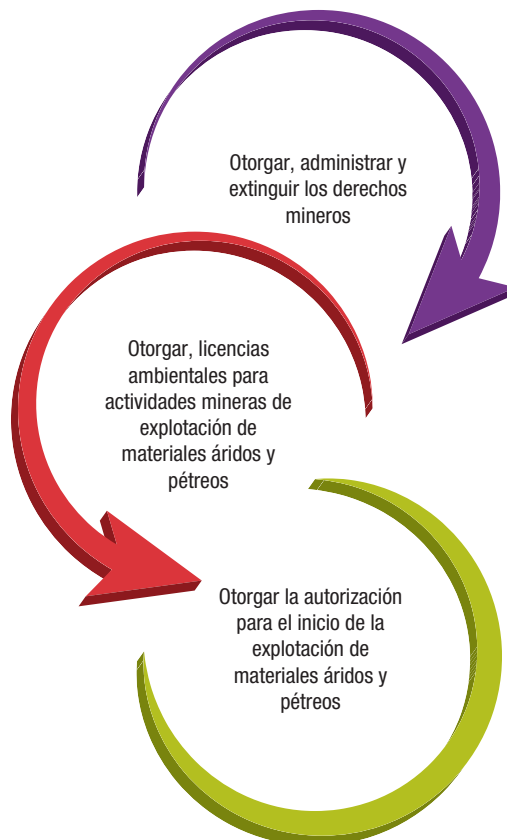 Otorgar, administrar y
extinguir los derechos
mineros
Otorgar, licencias
ambientales para
actividades mineras de
explotación de
materiales áridos y
pétreos
Otorgar la autorización
para el inicio de la
explotación de
materiales áridos y
pétreos